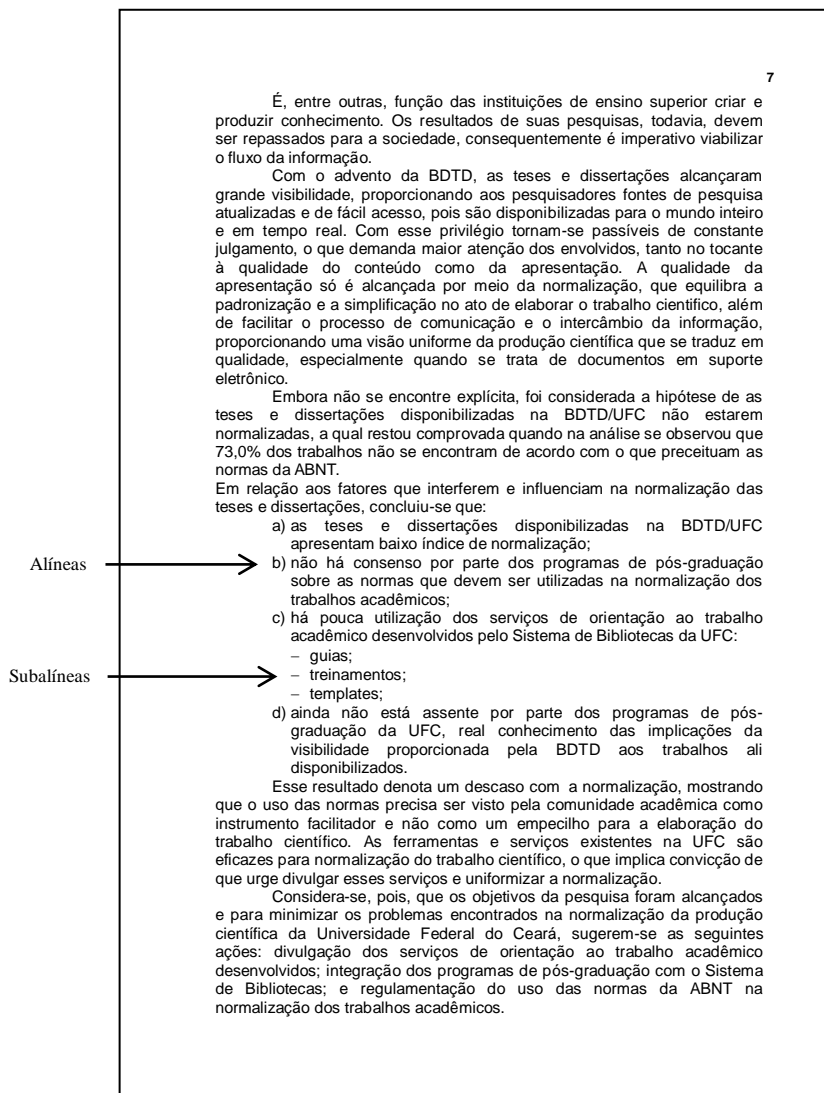 7
É, entre outras, função das instituições de ensino superior criar e
produzir conhecimento. Os resultados de suas pesquisas, todavia, devem
ser repassados para a sociedade, consequentemente é imperativo viabilizar
o fluxo da informação.
Com o advento da BDTD, as teses e dissertações alcançaram
grande visibilidade, proporcionando aos pesquisadores fontes de pesquisa
atualizadas e de fácil acesso, pois são disponibilizadas para o mundo inteiro
e em tempo real. Com esse privilégio tornam-se passíveis de constante
julgamento, o que demanda maior atenção dos envolvidos, tanto no tocante
à qualidade do conteúdo como da apresentação. A qualidade da
apresentação só é alcançada por meio da normalização, que equilibra a
padronização e a simplificação no ato de elaborar o trabalho cientifico, além
de facilitar o processo de comunicação e o intercâmbio da informação,
proporcionando uma visão uniforme da produção científica que se traduz em
qualidade, especialmente quando se trata de documentos em suporte
eletrônico.
Embora não se encontre explícita, foi considerada a hipótese de as
teses e dissertações disponibilizadas na BDTD/UFC não estarem
normalizadas, a qual restou comprovada quando na análise se observou que
73,0% dos trabalhos não se encontram de acordo com o que preceituam as
normas da ABNT.
Em relação aos fatores que interferem e influenciam na normalização das
teses e dissertações, concluiu-se que:
a) as teses e dissertações disponibilizadas na BDTD/UFC
apresentam baixo índice de normalização;
Alíneas
b) não há consenso por parte dos programas de pós-graduação
sobre as normas que devem ser utilizadas na normalização dos
trabalhos acadêmicos;
c) há pouca utilização dos serviços de orientação ao trabalho
acadêmico desenvolvidos pelo Sistema de Bibliotecas da UFC:
– guias;
Subalíneas
– treinamentos;
– templates;
d) ainda não está assente por parte dos programas de pós-
graduação da UFC, real conhecimento das implicações da
visibilidade proporcionada pela BDTD aos trabalhos ali
disponibilizados.
Esse resultado denota um descaso com a normalização, mostrando
que o uso das normas precisa ser visto pela comunidade acadêmica como
instrumento facilitador e não como um empecilho para a elaboração do
trabalho científico. As ferramentas e serviços existentes na UFC são
eficazes para normalização do trabalho científico, o que implica convicção de
que urge divulgar esses serviços e uniformizar a normalização.
Considera-se, pois, que os objetivos da pesquisa foram alcançados
e para minimizar os problemas encontrados na normalização da produção
científica da Universidade Federal do Ceará, sugerem-se as seguintes
ações: divulgação dos serviços de orientação ao trabalho acadêmico
desenvolvidos; integração dos programas de pós-graduação com o Sistema
de Bibliotecas; e regulamentação do uso das normas da ABNT na
normalização dos trabalhos acadêmicos.